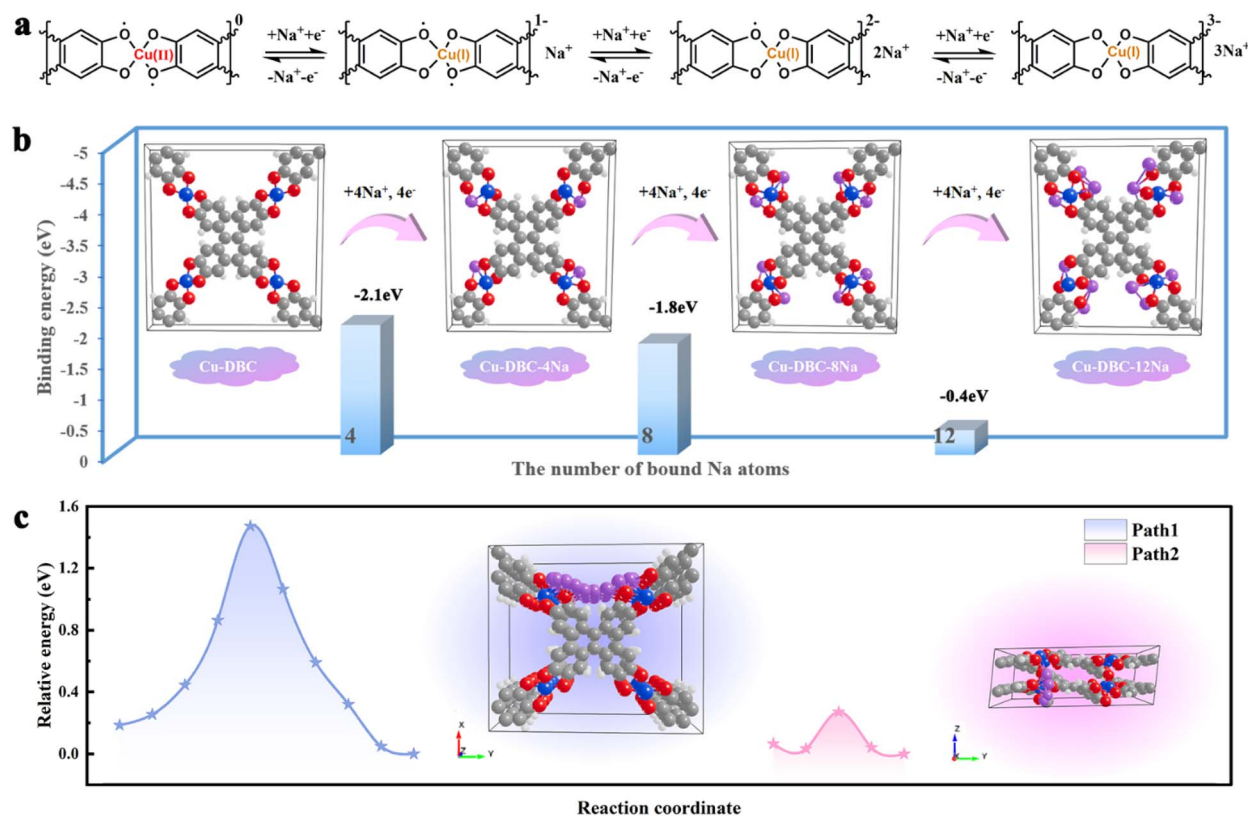 a
]0 +Na⁺+e⁻ ]1- +Na⁺+e⁻ ]2- +Na⁺+e⁻ ]3-
O O O O O O O O
Cu(II) Cu(I) Na⁺ Cu(I) 2Na⁺ Cu(I) 3Na⁺
O O O O O O O O
-Na⁺-e⁻ -Na⁺-e⁻ -Na⁺-e⁻
b
Binding energy (eV)
-5
-4.5
-4
-3.5
-3
-2.5
-2
-1.5
-1
-0.5
0
+4Na⁺, 4e⁻ +4Na⁺, 4e⁻ +4Na⁺, 4e⁻
-2.1eV -1.8eV -0.4eV
Cu-DBC Cu-DBC-4Na Cu-DBC-8Na Cu-DBC-12Na
4 8 12
The number of bound Na atoms
c
Relative energy (eV)
1.6
1.2
0.8
0.4
0.0
Path1
Path2
X
Z Y
Z
X Y
Reaction coordinate